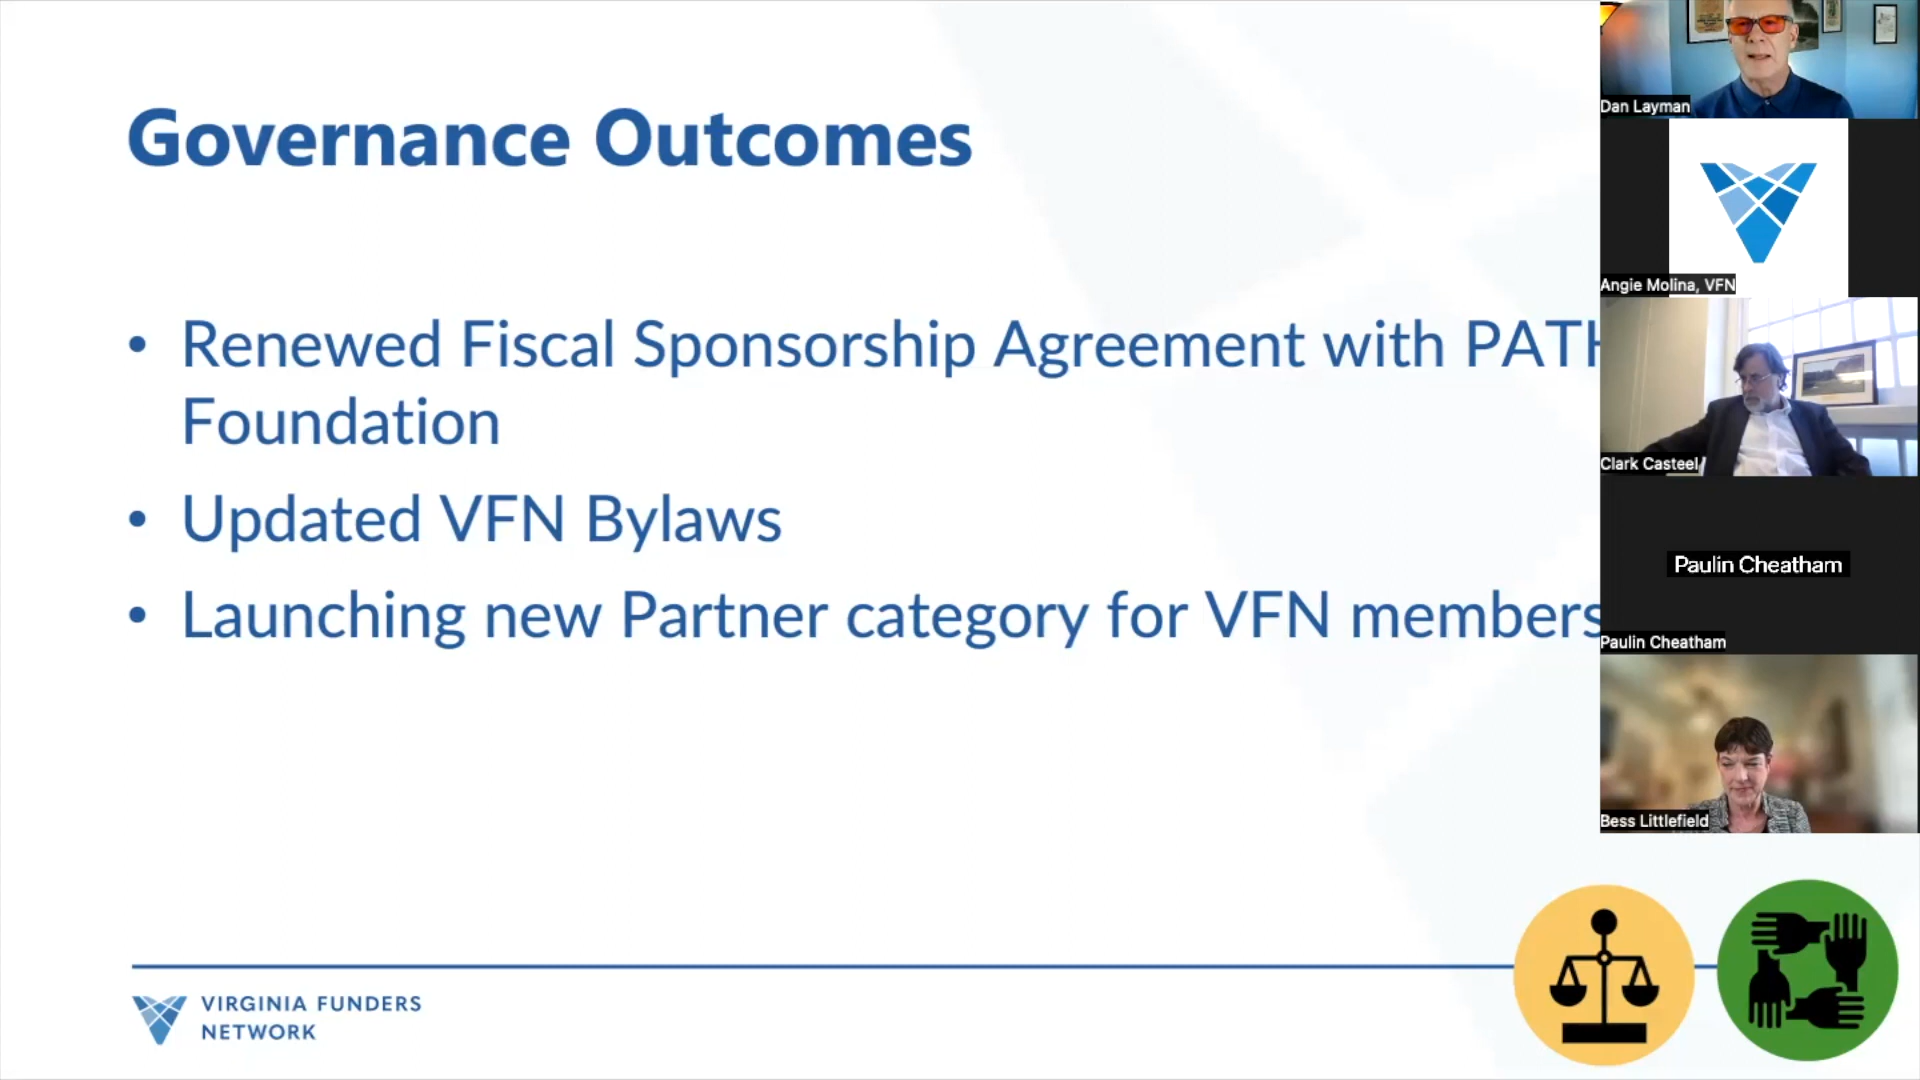 Governance Outcomes
• Renewed Fiscal Sponsorship Agreement with PATH
Foundation
• Updated VFN Bylaws
• Launching new Partner category for VFN members
VIRGINIA FUNDERS
NETWORK
Dan Layman
Angie Molina, VFN
Clark Casteel
Paulin Cheatham
Paulin Cheatham
Bess Littlefield